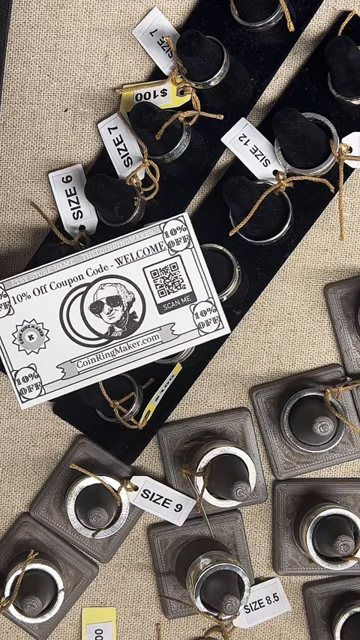 SIZE 7
$100
SIZE 7
SIZE 12
SIZE 6
10% OFF
10% Off Coupon Code - WELCOME
SCAN ME
CoinRingMaker.com
10% OFF
10% OFF
SIZE 9
SIZE 8.5